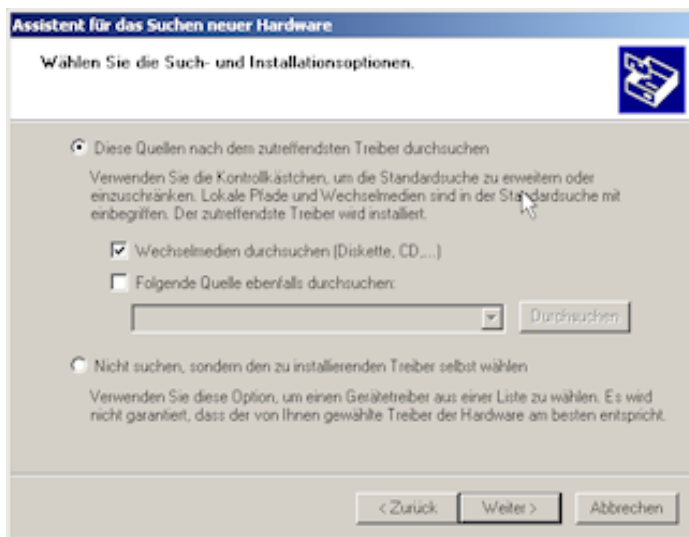 Assistent für das Suchen neuer Hardware
Wählen Sie die Such- und Installationsoptionen.
Diese Quellen nach dem zutreffendsten Treiber durchsuchen
Verwenden Sie die Kontrollkästchen, um die Standardsuche zu erweitern oder
einzuschränken. Lokale Pfade und Wechselmedien sind in der Standardsuche mit
einbegriffen. Der zutreffendste Treiber wird installiert.
Wechselmedien durchsuchen (Diskette, CD,...)
Folgende Quelle ebenfalls durchsuchen:
Durchsuchen
Nicht suchen, sondern den zu installierenden Treiber selbst wählen
Verwenden Sie diese Option, um einen Gerätetreiber aus einer Liste zu wählen. Es wird
nicht garantiert, dass der von Ihnen gewählte Treiber der Hardware am besten entspricht.
< Zurück Weiter > Abbrechen